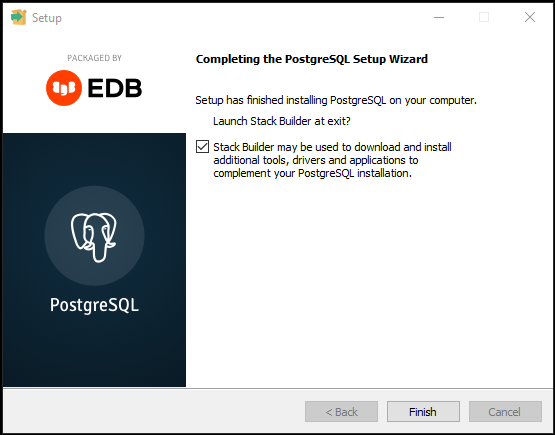 Setup
PACKAGED BY
EDB
PostgreSQL
Completing the PostgreSQL Setup Wizard
Setup has finished installing PostgreSQL on your computer.
Launch Stack Builder at exit?
Stack Builder may be used to download and install
additional tools, drivers and applications to
complement your PostgreSQL installation.
< Back
Finish
Cancel